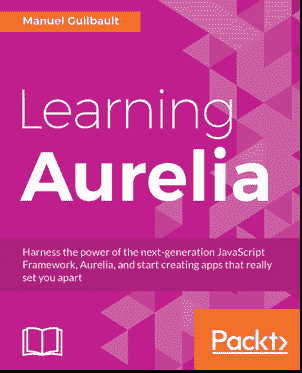 Manuel Guilbault
Learning
Aurelia
Harness the power of the next-generation JavaScript
Framework, Aurelia, and start creating apps that really
set you apart
Packt>